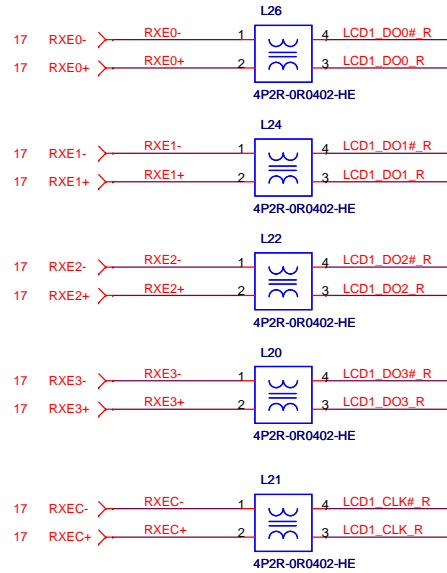 L26
17 RXE0- RXE0- 1 4 LCD1_DO0#_R
17 RXE0+ RXE0+ 2 3 LCD1_DO0_R
4P2R-0R0402-HE
L24
17 RXE1- RXE1- 1 4 LCD1_DO1#_R
17 RXE1+ RXE1+ 2 3 LCD1_DO1_R
4P2R-0R0402-HE
L22
17 RXE2- RXE2- 1 4 LCD1_DO2#_R
17 RXE2+ RXE2+ 2 3 LCD1_DO2_R
4P2R-0R0402-HE
L20
17 RXE3- RXE3- 1 4 LCD1_DO3#_R
17 RXE3+ RXE3+ 2 3 LCD1_DO3_R
4P2R-0R0402-HE
L21
17 RXEC- RXEC- 1 4 LCD1_CLK#_R
17 RXEC+ RXEC+ 2 3 LCD1_CLK_R
4P2R-0R0402-HE